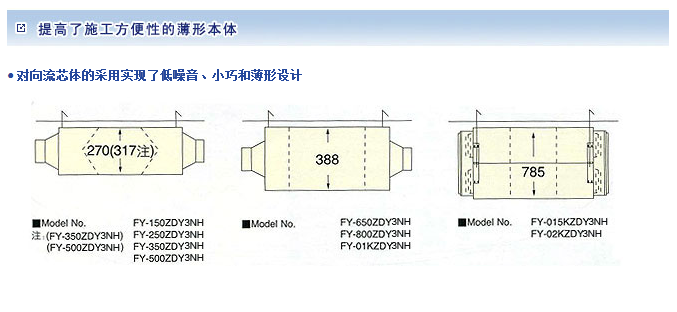 提高了施工方便性的薄形本体
● 对向流芯体的采用实现了低噪音、小巧和薄形设计
270(317注)
388
785
■Model No. FY-150ZDY3NH
注:(FY-350ZDY3NH) FY-250ZDY3NH
(FY-500ZDY3NH) FY-350ZDY3NH
FY-500ZDY3NH
■Model No. FY-650ZDY3NH
FY-800ZDY3NH
FY-01KZDY3NH
■Model No. FY-015KZDY3NH
FY-02KZDY3NH